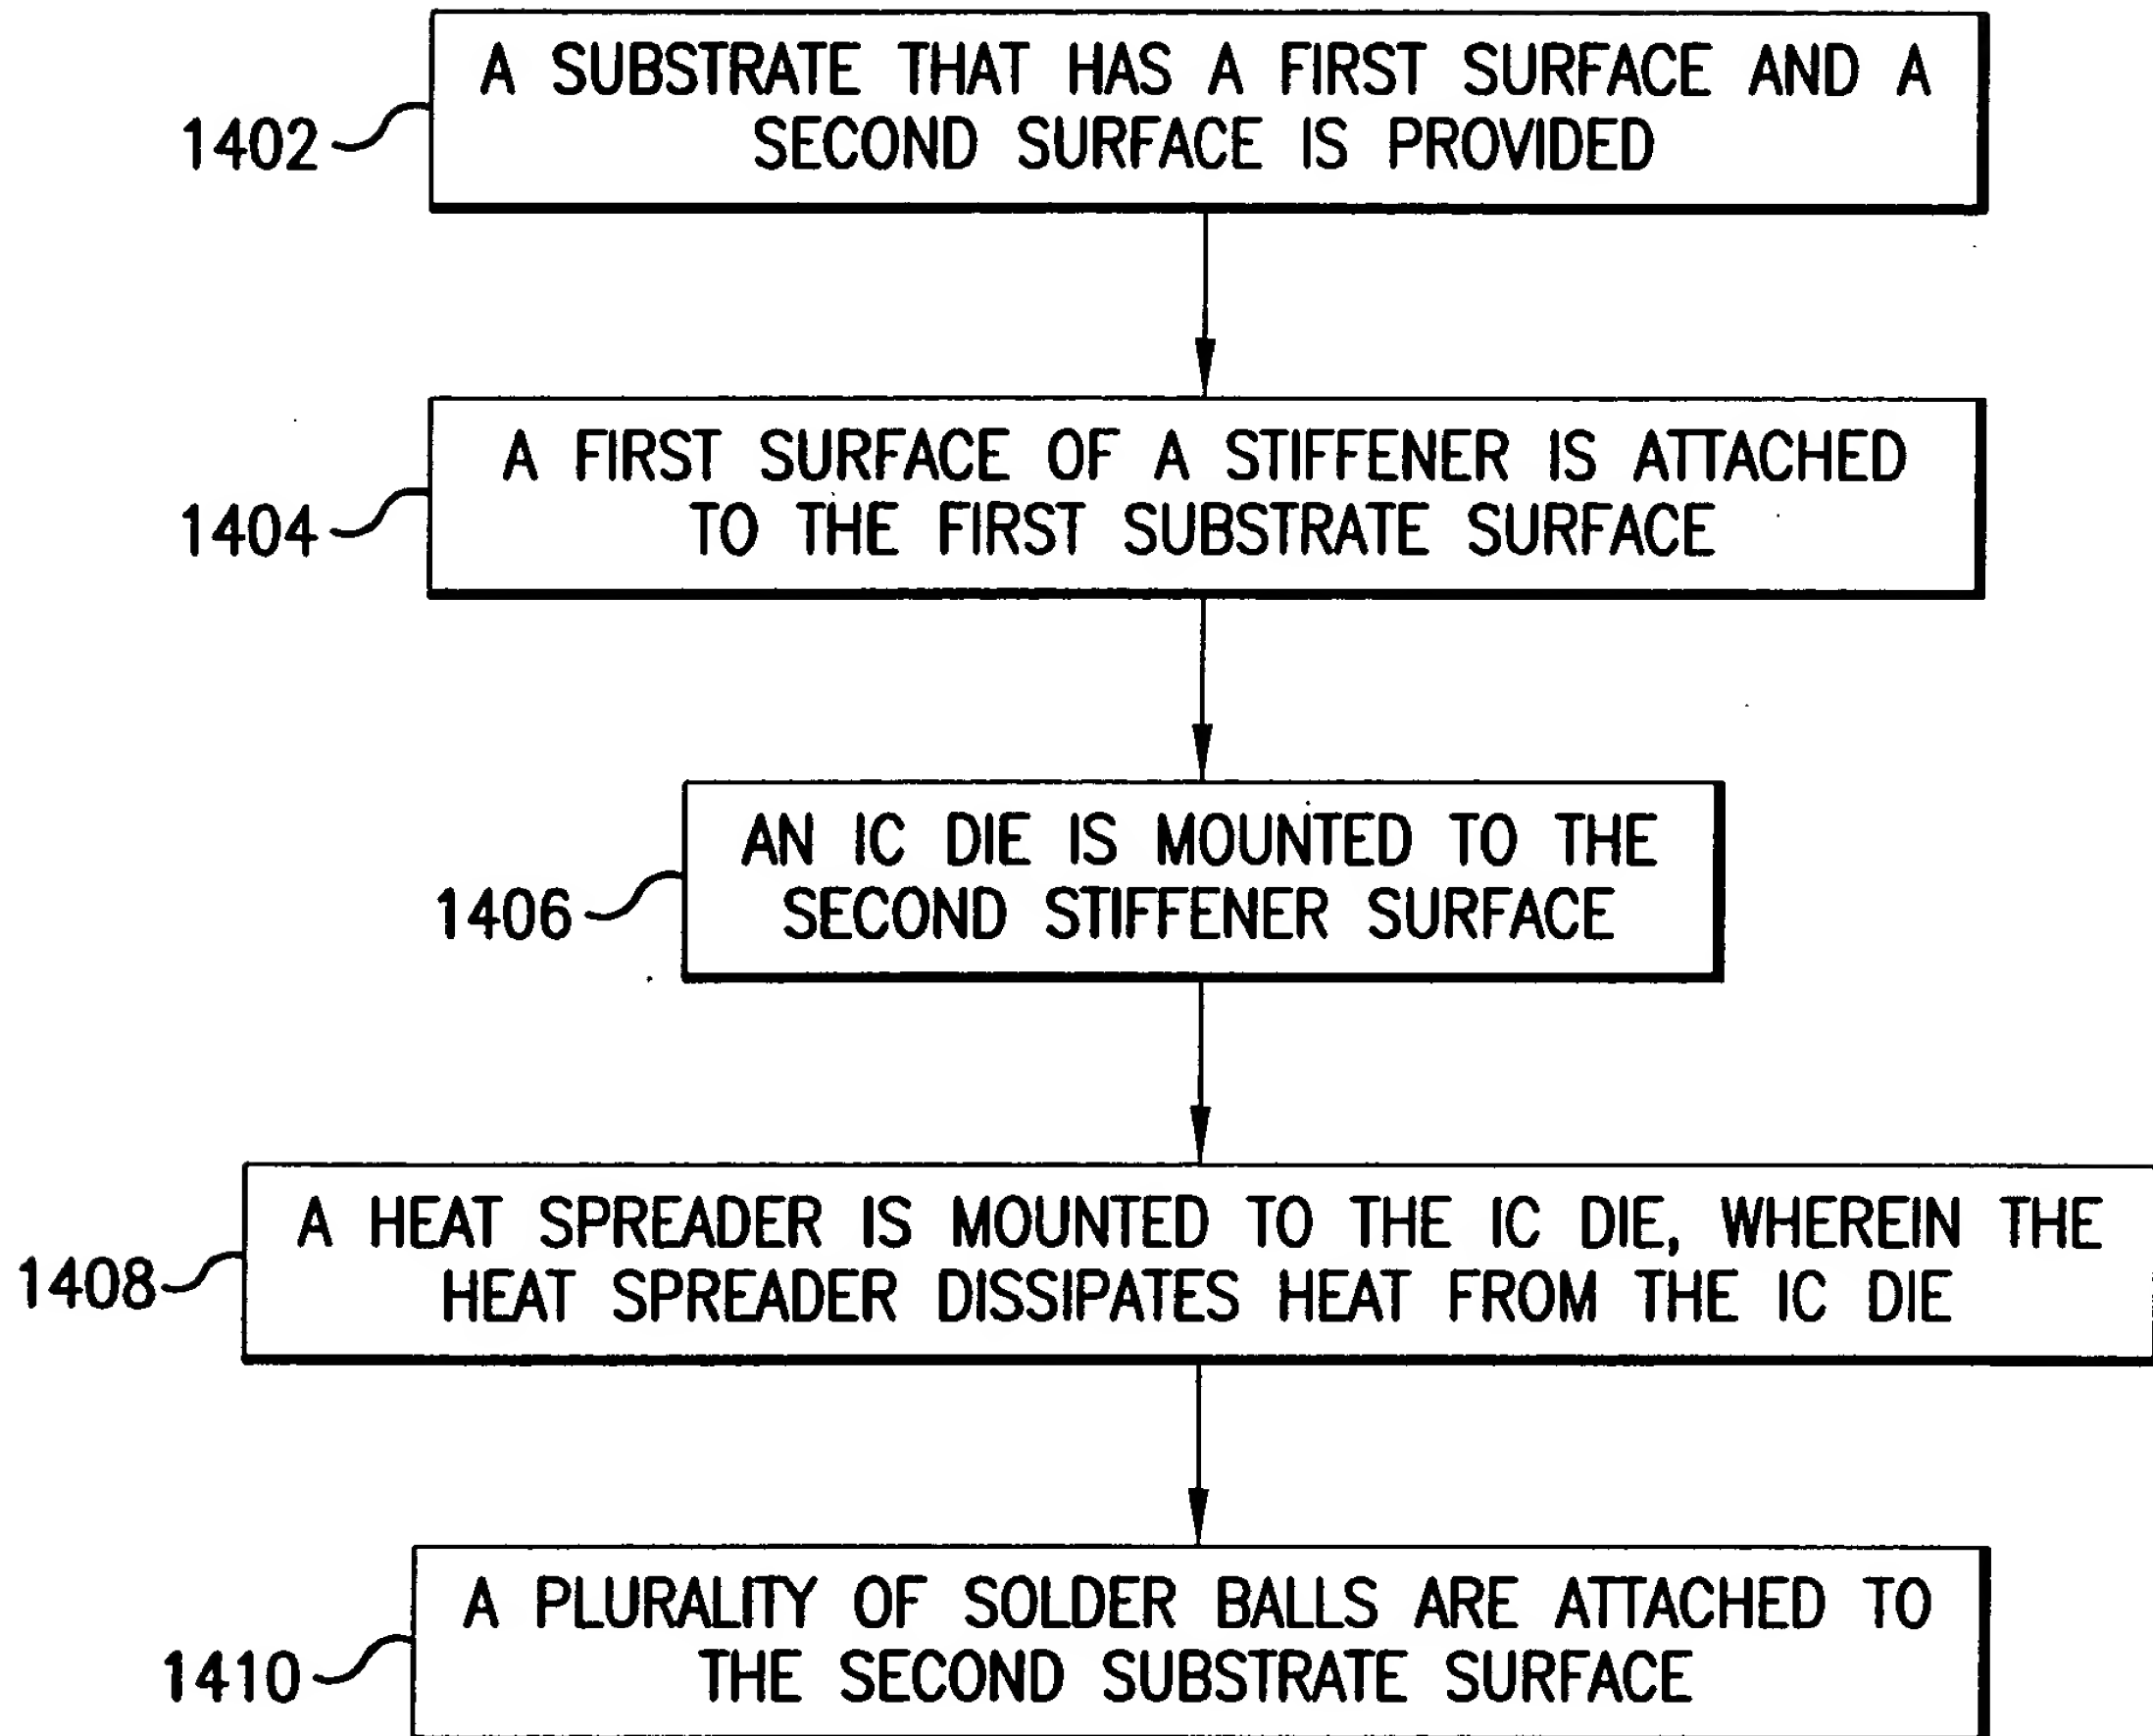 A SUBSTRATE THAT HAS A FIRST SURFACE AND A
SECOND SURFACE IS PROVIDED
1402
A FIRST SURFACE OF A STIFFENER IS ATTACHED
TO THE FIRST SUBSTRATE SURFACE
1404
AN IC DIE IS MOUNTED TO THE
SECOND STIFFENER SURFACE
1406
A HEAT SPREADER IS MOUNTED TO THE IC DIE, WHEREIN THE
HEAT SPREADER DISSIPATES HEAT FROM THE IC DIE
1408
A PLURALITY OF SOLDER BALLS ARE ATTACHED TO
THE SECOND SUBSTRATE SURFACE
1410